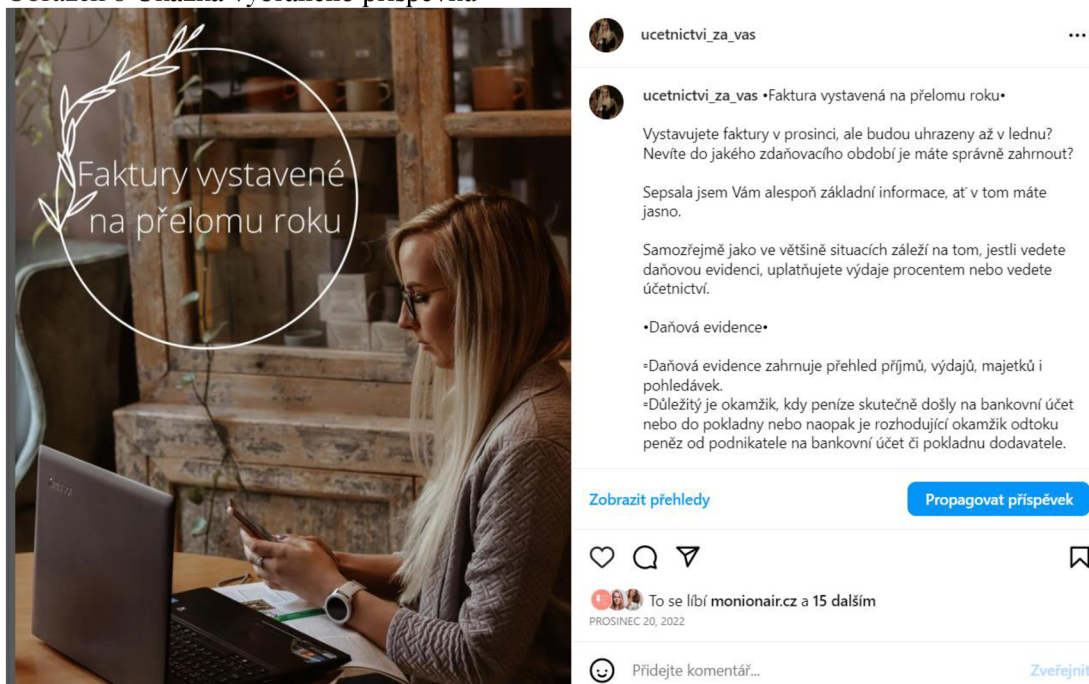 Obrázek 8 Ukázka vybraného příspěvku
Faktury vystavené
na přelomu roku
ucetnictvi_za_vas
ucetnictvi_za_vas •Faktura vystavená na přelomu roku•
Vystavujete faktury v prosinci, ale budou uhrazeny až v lednu?
Nevíte do jakého zdaňovacího období je máte správně zahrnout?
Sepsala jsem Vám alespoň základní informace, ať v tom máte
jasno.
Samozřejmě jako ve většině situacích záleží na tom, jestli vedete
daňovou evidenci, uplatňujete výdaje procentem nebo vedete
účetnictví.
•Daňová evidence•
▫Daňová evidence zahrnuje přehled příjmů, výdajů, majetků i
pohledávek.
▫Důležitý je okamžik, kdy peníze skutečně došly na bankovní účet
nebo do pokladny nebo naopak je rozhodující okamžik odtoku
peněz od podnikatele na bankovní účet či pokladnu dodavatele.
Zobrazit přehledy
Propagovat příspěvek
To se líbí monionair.cz a 15 dalším
PROSINEC 20, 2022
Přidejte komentář...
Zveřejnit